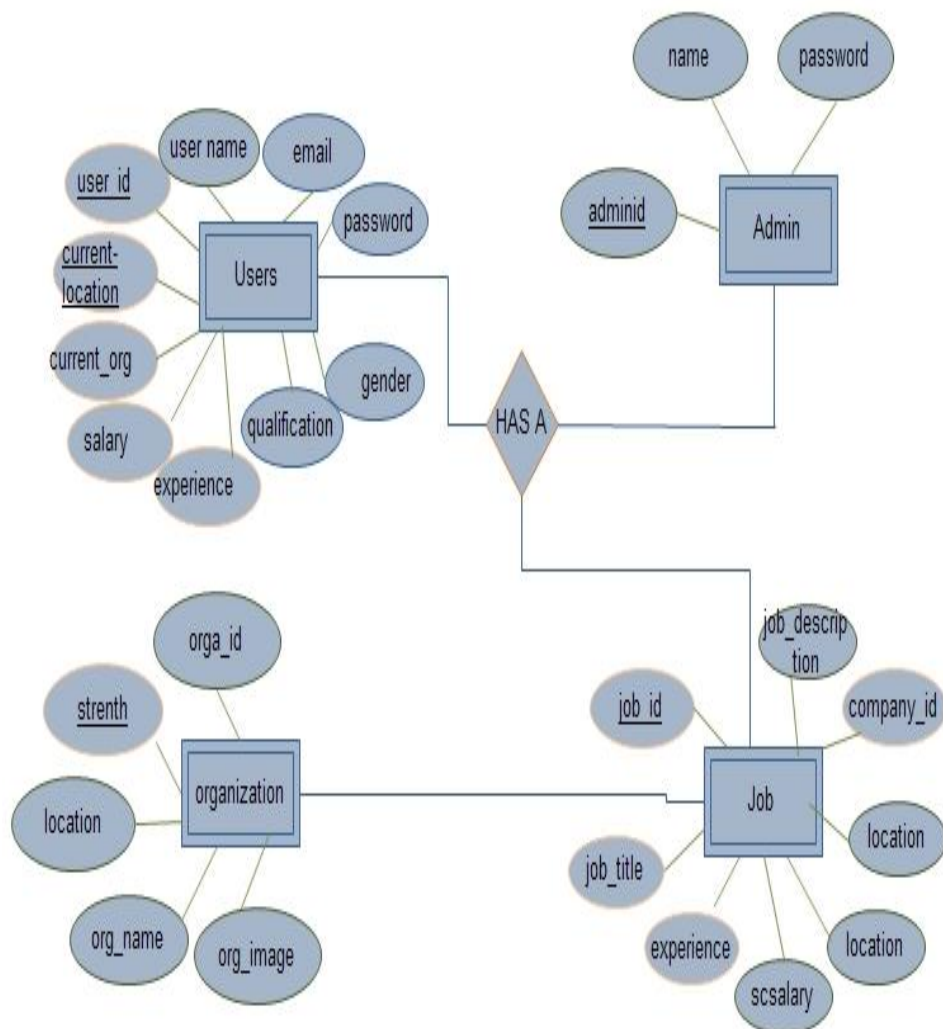 name
password
user name
email
user_id
password
adminid
Admin
current-
location
Users
current_org
gender
HAS A
qualification
salary
experience
orga_id
job_descrip
tion
strenth
job_id
company_id
organization
Job
location
location
job_title
org_name
org_image
experience
location
scsalary